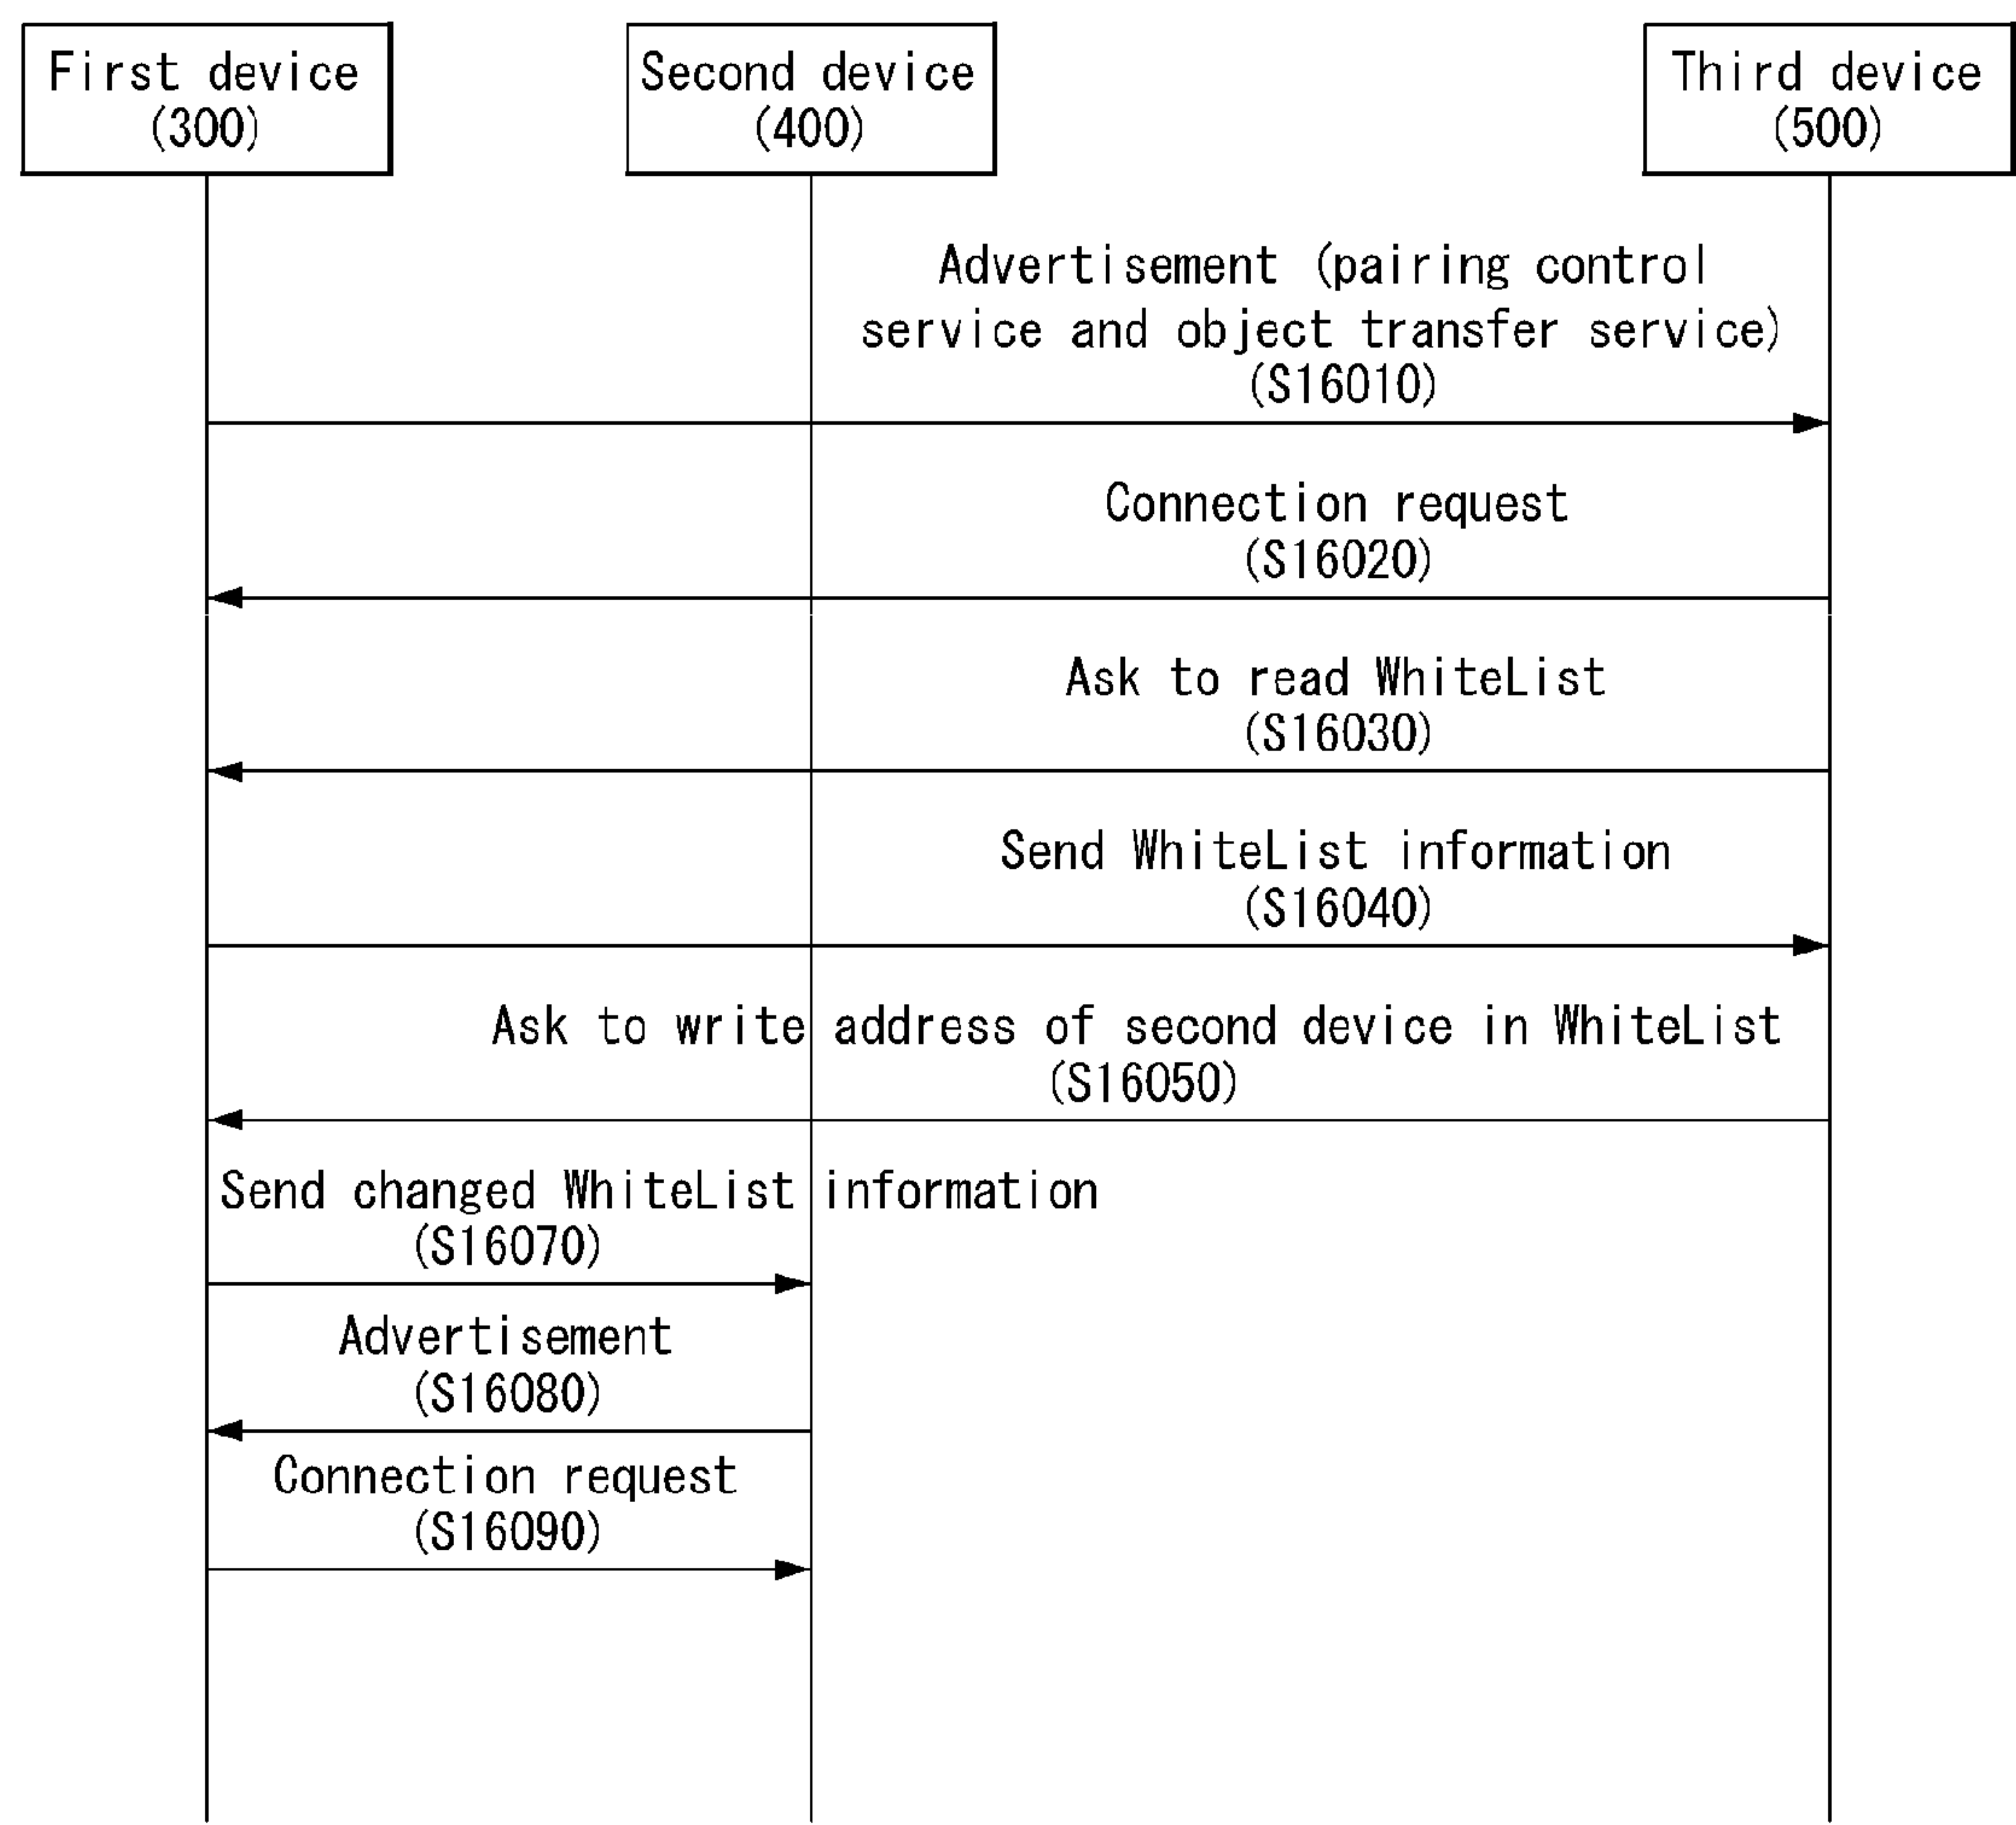 First device
(300)
Second device
(400)
Third device
(500)
Advertisement (pairing control
service and object transfer service)
(S16010)
Connection request
(S16020)
Ask to read WhiteList
(S16030)
Send WhiteList information
(S16040)
Ask to write address of second device in WhiteList
(S16050)
Send changed WhiteList information
(S16070)
Advertisement
(S16080)
Connection request
(S16090)